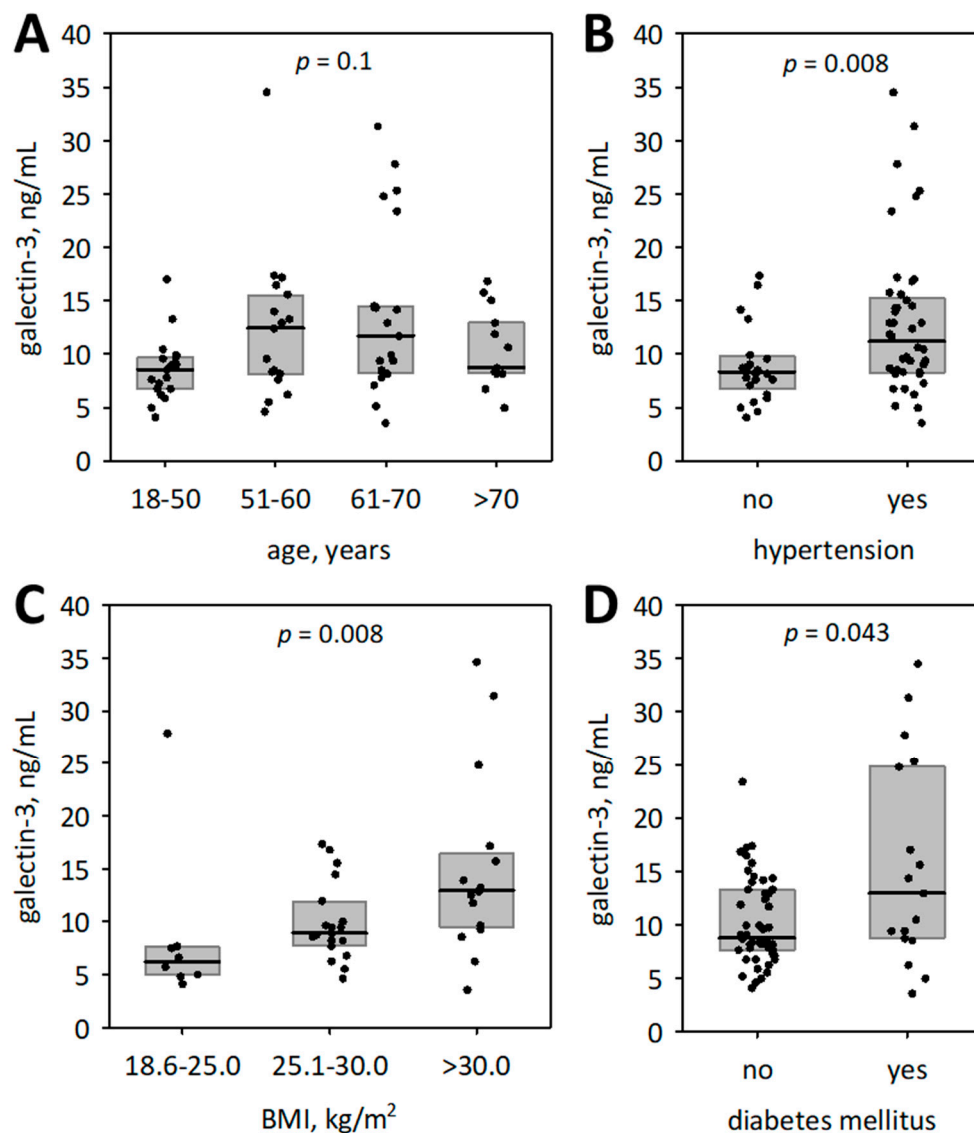 A
p = 0.1
galectin-3, ng/mL
40
35
30
25
20
15
10
5
0
18-50 51-60 61-70 >70
age, years
B
p = 0.008
galectin-3, ng/mL
40
35
30
25
20
15
10
5
0
no yes
hypertension
C
p = 0.008
galectin-3, ng/mL
40
35
30
25
20
15
10
5
0
18.6-25.0 25.1-30.0 >30.0
BMI, kg/m²
D
p = 0.043
galectin-3, ng/mL
40
35
30
25
20
15
10
5
0
no yes
diabetes mellitus